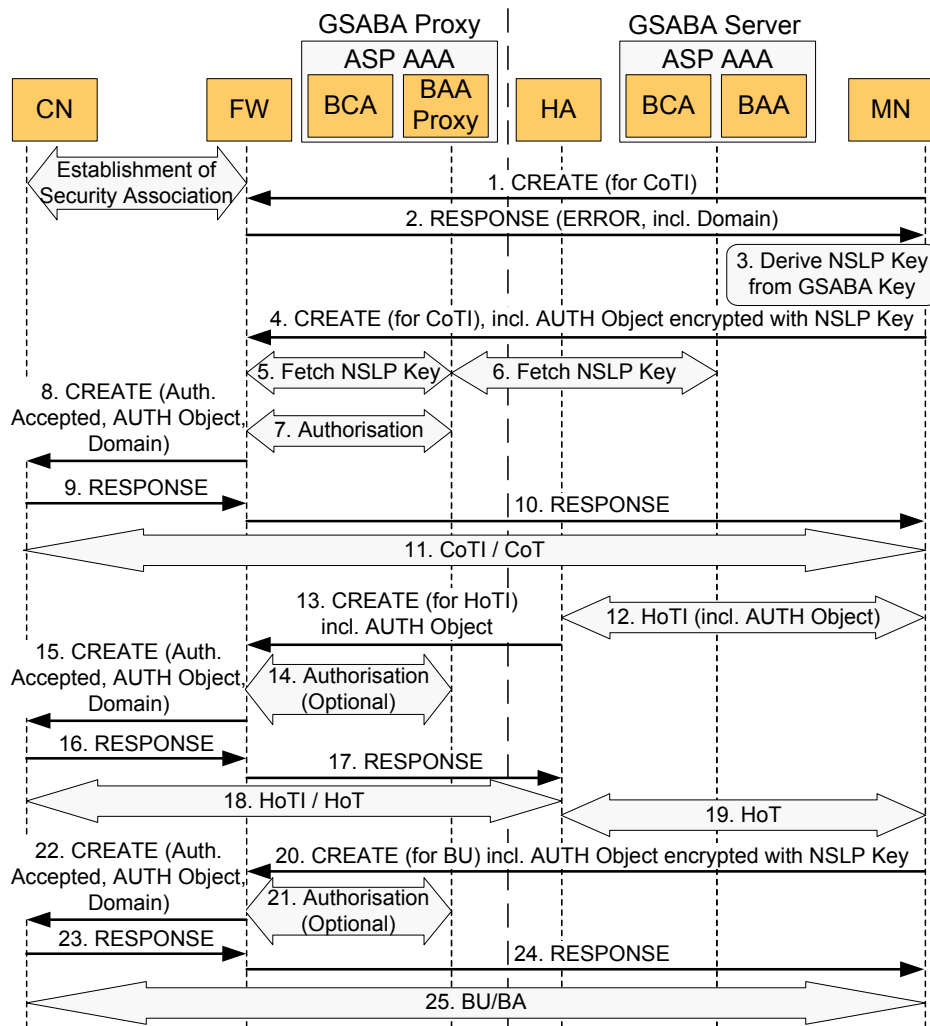 GSABA Proxy
GSABA Server
ASP AAA
ASP AAA
CN
FW
BCA
BAA
Proxy
HA
BCA
BAA
MN
Establishment of
Security Association
1. CREATE (for CoTI)
2. RESPONSE (ERROR, incl. Domain)
3. Derive NSLP Key
from GSABA Key
4. CREATE (for CoTI), incl. AUTH Object encrypted with NSLP Key
5. Fetch NSLP Key
6. Fetch NSLP Key
8. CREATE (Auth.
Accepted, AUTH Object,
Domain)
7. Authorisation
9. RESPONSE
10. RESPONSE
11. CoTI / CoT
12. HoTI (incl. AUTH Object)
13. CREATE (for HoTI)
incl. AUTH Object
15. CREATE (Auth.
Accepted, AUTH Object,
Domain)
14. Authorisation
(Optional)
16. RESPONSE
17. RESPONSE
18. HoTI / HoT
19. HoT
20. CREATE (for BU) incl. AUTH Object encrypted with NSLP Key
22. CREATE (Auth.
Accepted, AUTH Object,
Domain)
21. Authorisation
(Optional)
23. RESPONSE
24. RESPONSE
25. BU/BA